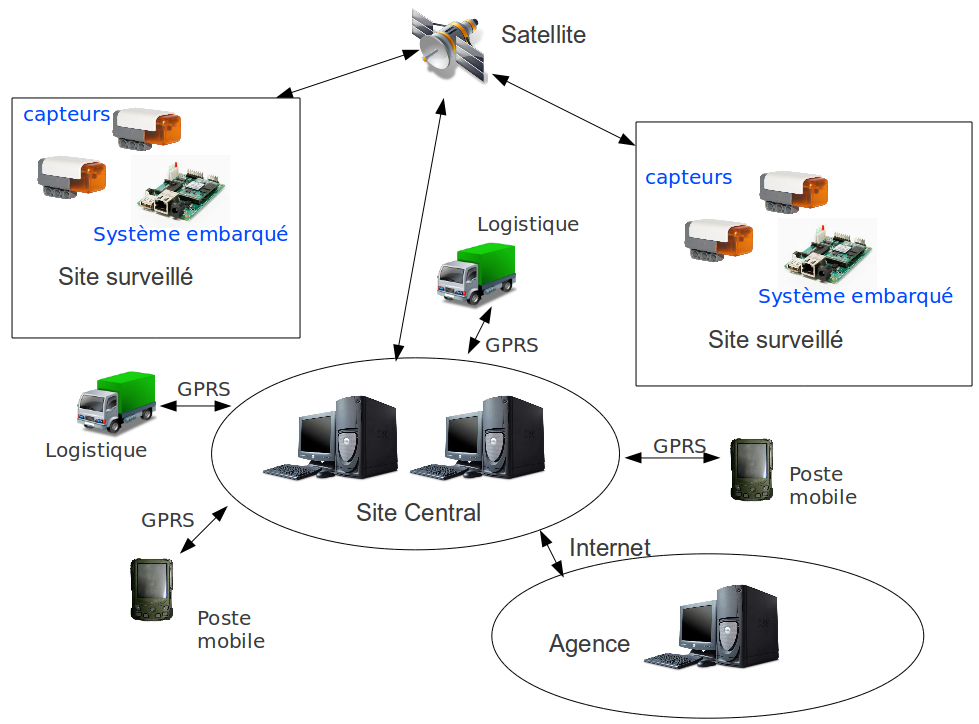 Satellite
capteurs
Système embarqué
Site surveillé
capteurs
Système embarqué
Site surveillé
Logistique
GPRS
GPRS
Logistique
GPRS
Poste
mobile
Site Central
GPRS
Poste
mobile
Internet
Agence